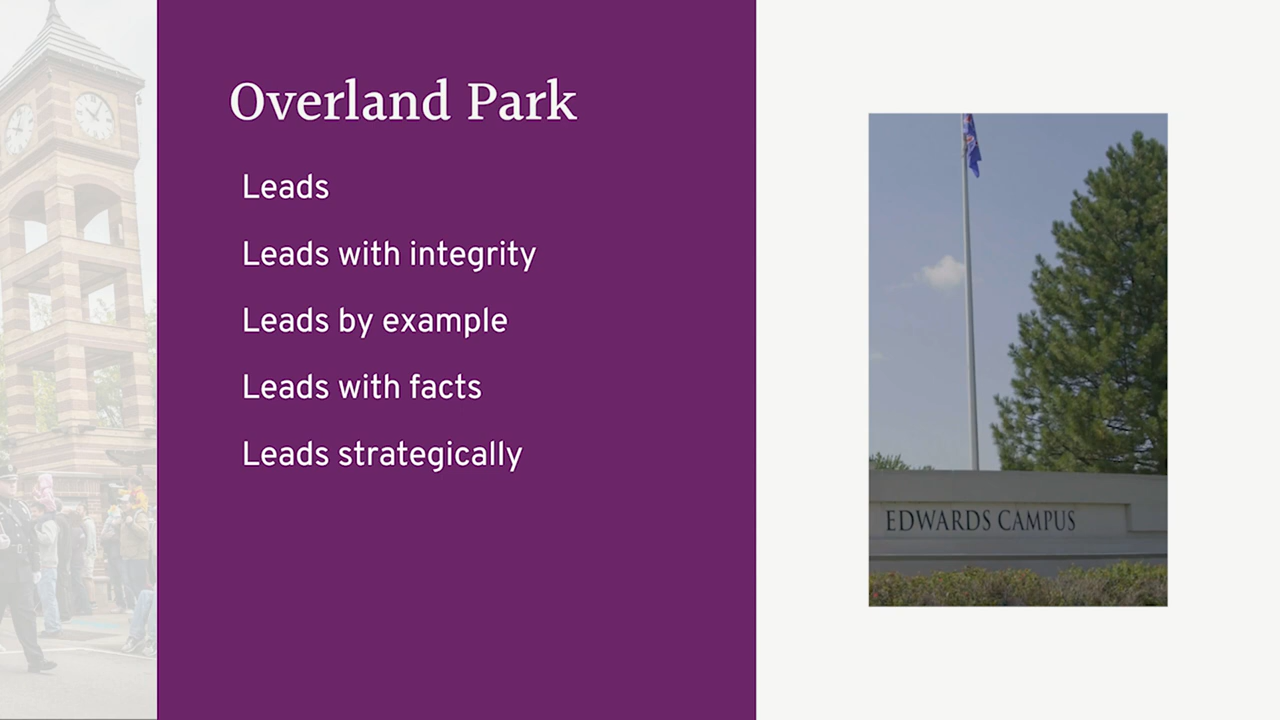 Overland Park
Leads
Leads with integrity
Leads by example
Leads with facts
Leads strategically
EDWARDS CAMPUS